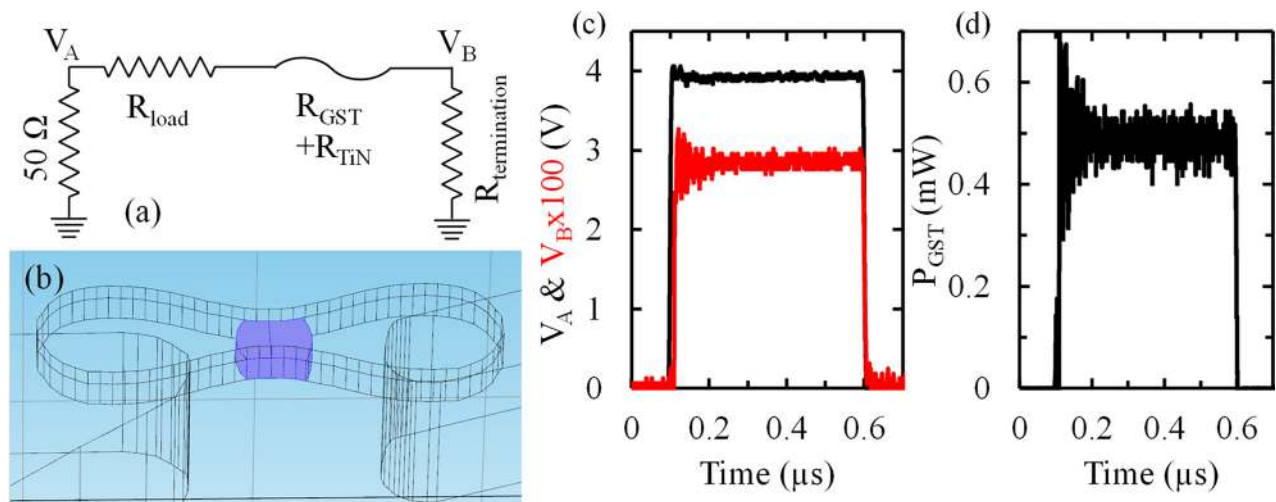 (a)
V_A
R_load
R_GST
+R_TiN
V_B
50 Ω
R_termination
(b)
(c)
V_A & V_Bx100 (V)
4
3
2
1
0
0 0.2 0.4 0.6
Time (μs)
(d)
P_GST (mW)
0.6
0.4
0.2
0
0 0.2 0.4 0.6
Time (μs)